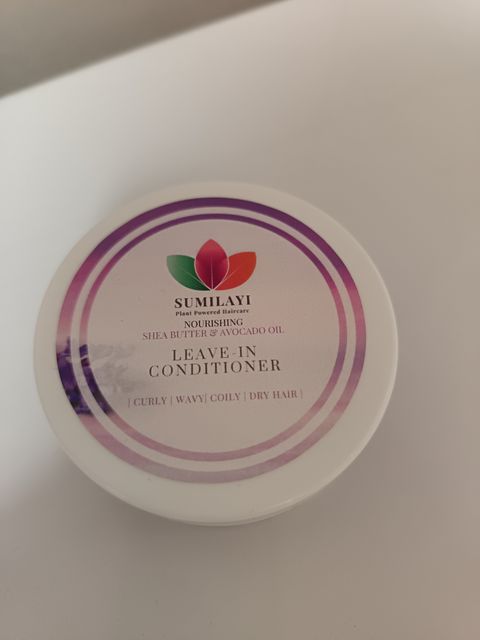 SUMILAYI
Plant Powered Haircare
NOURISHING
SHEA BUTTER & AVOCADO OIL
LEAVE-IN
CONDITIONER
| CURLY | WAVY| COILY | DRY HAIR |